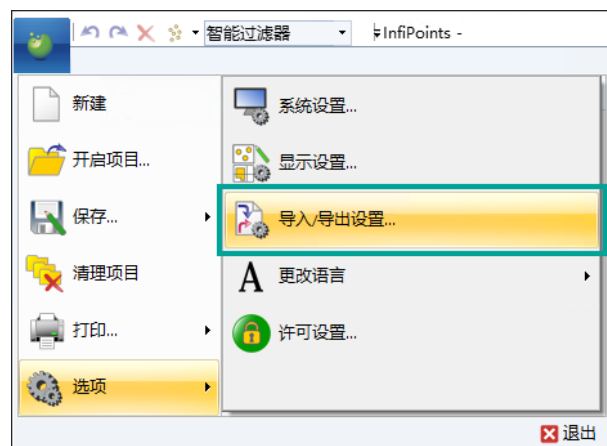 智能过滤器
InfiPoints -
新建
开启项目...
保存...
清理项目
打印...
选项
系统设置...
显示设置...
导入/导出设置...
A 更改语言
许可设置...
退出